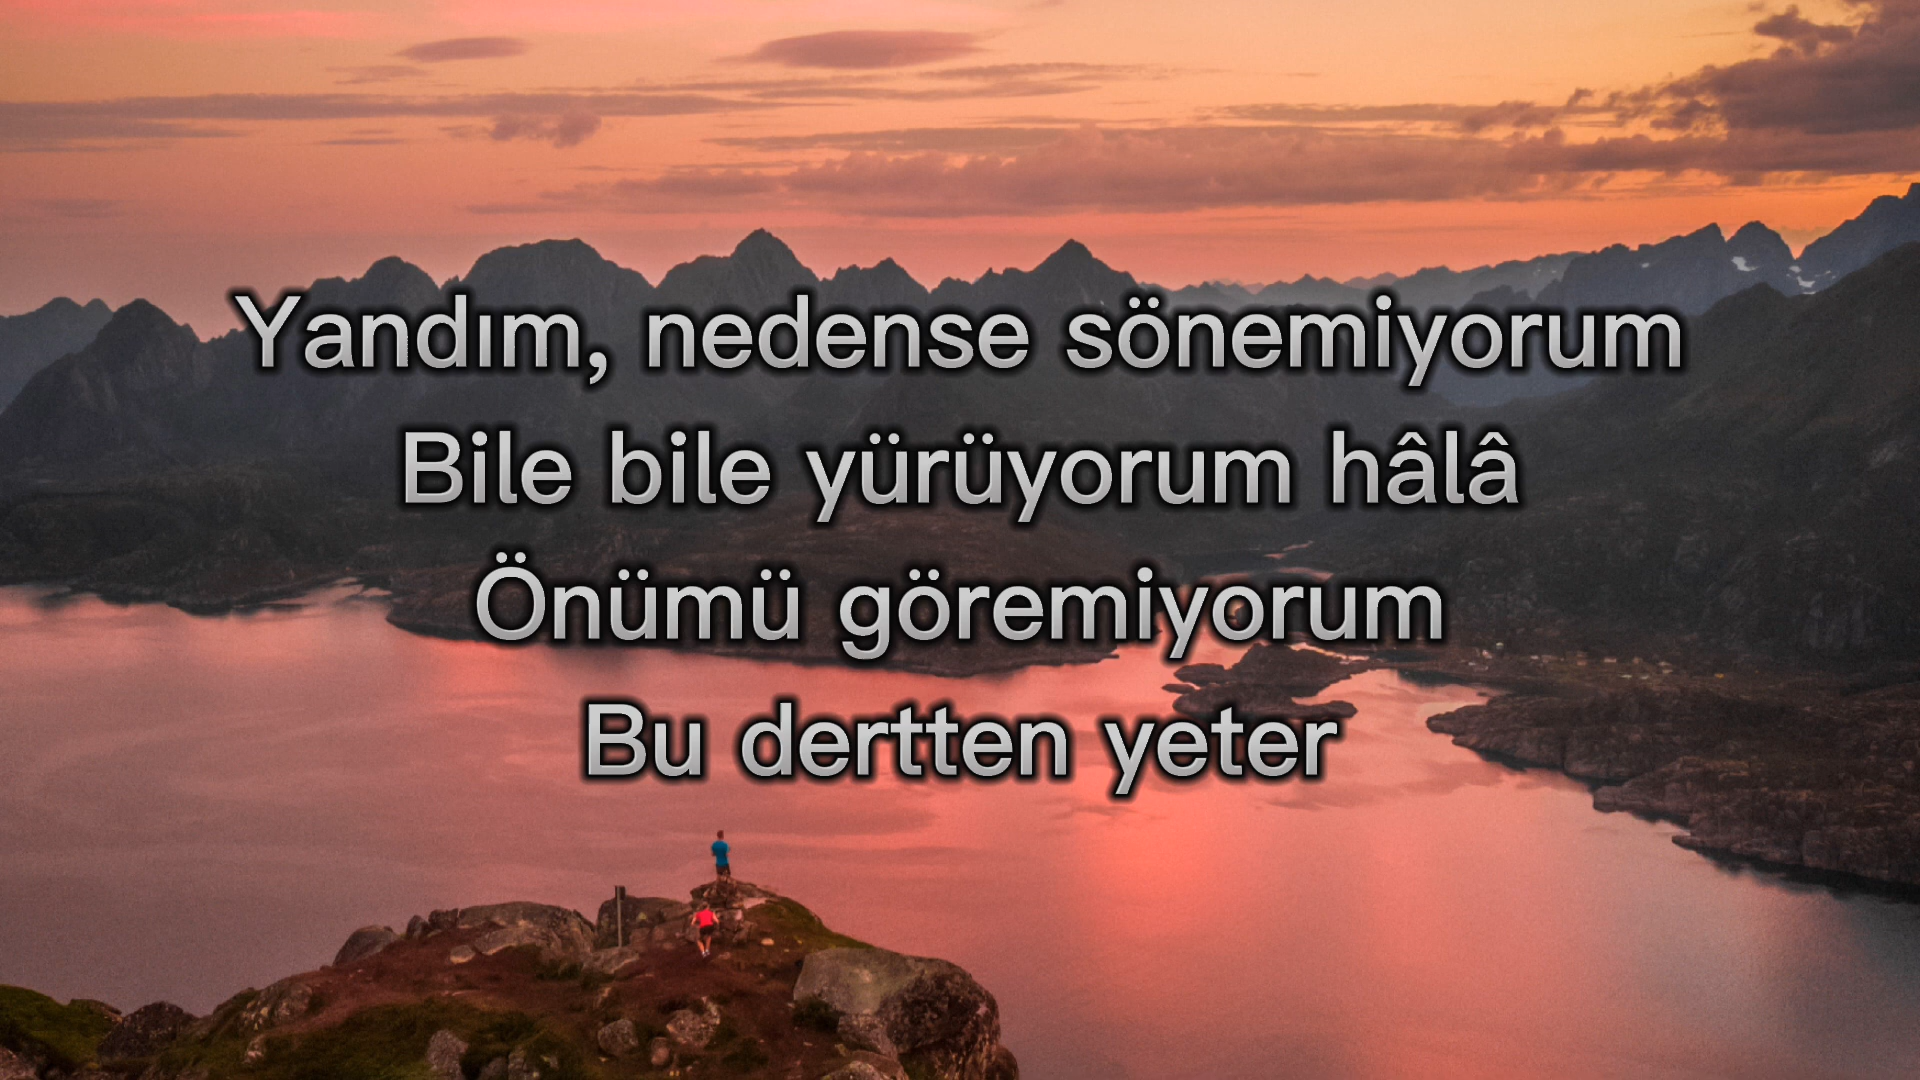 Yandım, nedense sönemiyorum
Bile bile yürüyorum hâlâ
Önümü göremiyorum
Bu dertten yeter